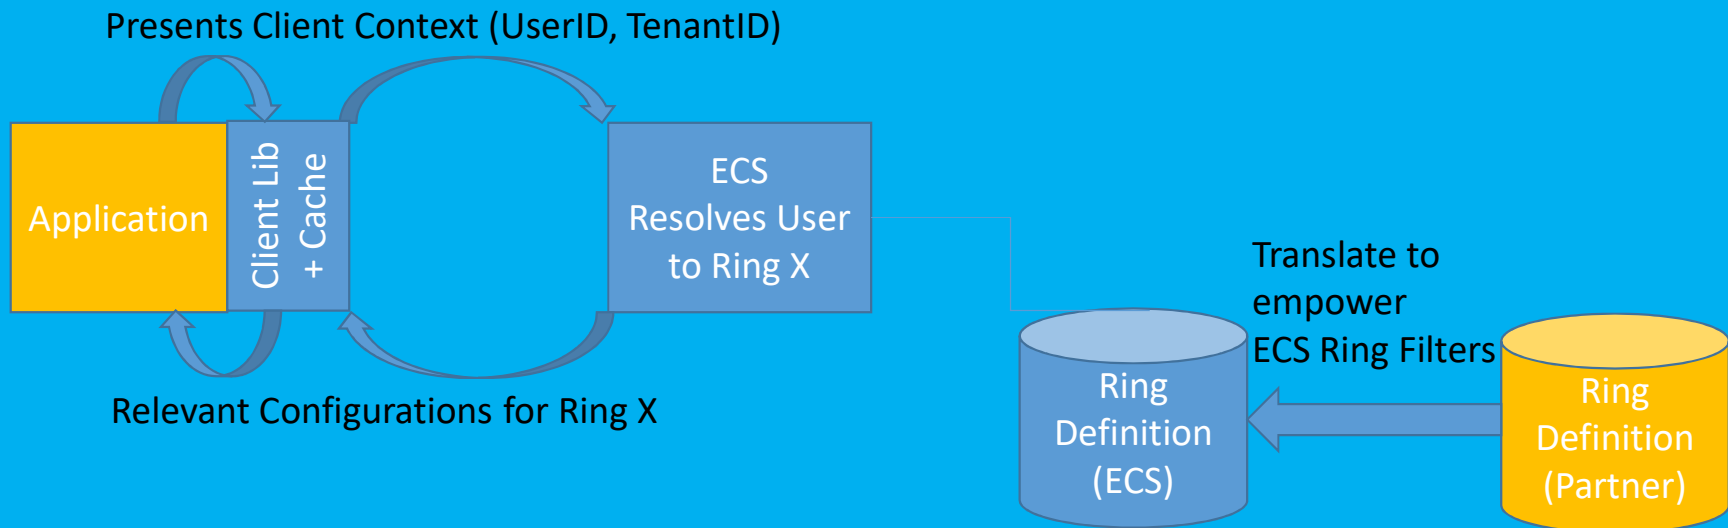 Presents Client Context (UserID, TenantID)
Application
Client Lib
+ Cache
ECS
Resolves User
to Ring X
Relevant Configurations for Ring X
Translate to
empower
ECS Ring Filters
Ring
Definition
(ECS)
Ring
Definition
(Partner)